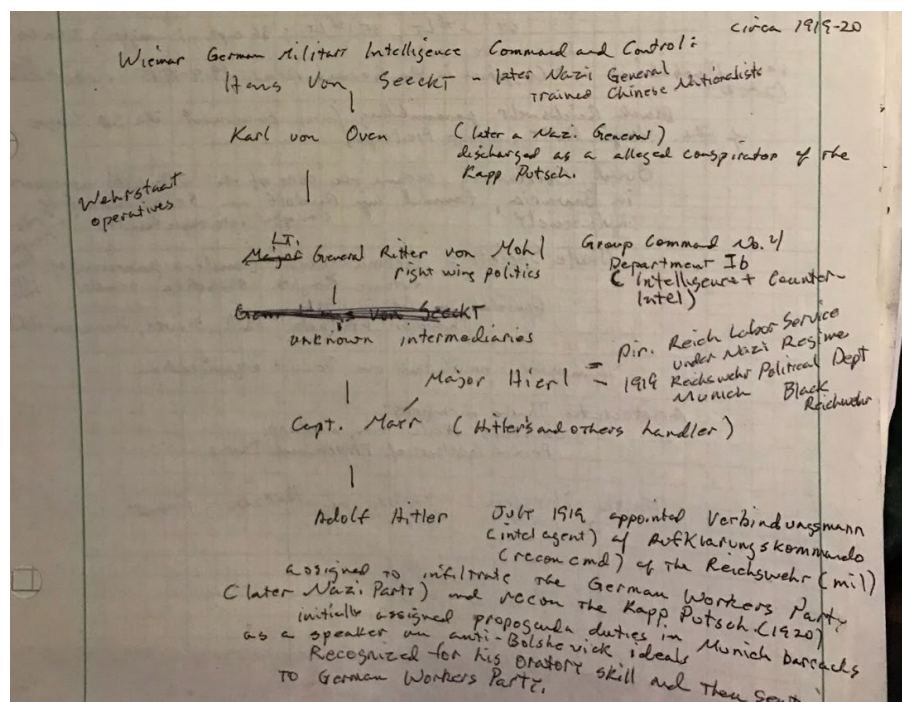 circa 1919-20
Wiemar German Militarr Intelligence Command and Control:
Hans Von Seeckt - later Nazi General
trained Chinese Nationalists
Karl von Oven (later a Nazi General)
discharged as a alleged conspirator of the
Kapp Putsch.
Wehrstaat
operatives
LT.
Major General Ritter von Mohl Group Command No. 4/
right wing politics Department Ib
(Intelligence + Counter-
Intel)
Von Seeckt
unknown intermediaries
Major Hierl = Dir. Reich Labor Service
under Nazi Regime
- 1919 Reichswehr Political Dept
Munich Black
Reichwehr
Capt. Marr (Hitler's and others handler)
Adolf Hitler July 1919 appointed Verbindungsmann
(intel agent) of Aufklarungskommando
(recon cmd) of the Reichswehr (mil)
assigned to infiltrate the German Workers Party
(later Nazi Party) and recon the Kapp Putsch. (1920)
initially assigned propoganda duties in Munich barracks
as a speaker on anti-Bolshevick ideals
Recognized for his oratory skill and then sent
to German Workers Party.